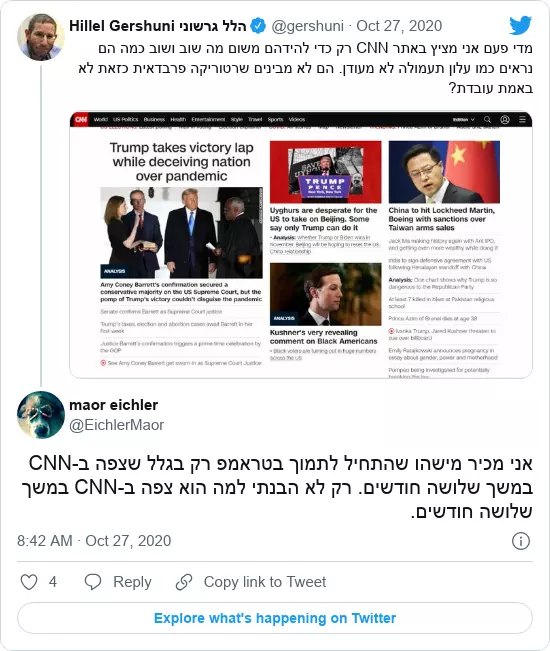 Hillel Gershuni הלל גרשוני @gershuni · Oct 27, 2020
מדי פעם אני מציץ באתר CNN רק כדי להידהם משום מה שוב ושוב כמה הם
נראים כמו עלון תעמולה לא מעודן. הם לא מבינים שרטוריקה פרבדאית כזאת לא
באמת עובדת?
CNN World US Politics Business Health Entertainment Style Travel Sports Videos Edition
Trump takes victory lap
while deceiving nation
over pandemic
ANALYSIS
Amy Coney Barrett's confirmation secured a
conservative majority on the US Supreme Court, but the
pomp of Trump's victory couldn't disguise the pandemic
Senate confirms Barrett as Supreme Court justice
Trump's taxes, election and abortion cases await Barrett in her
first week
Justice Barrett's confirmation triggers a prime time celebration by
the GOP
See Amy Coney Barrett get sworn in as Supreme Court Justice
TRUMP
PENCE
Uyghurs are desperate for the
US to take on Beijing. Some
say only Trump can do it
Analysis: Whether Trump or Biden wins in
November, Beijing will be hoping to reset the US-
China relationship
ANALYSIS
Kushner's very revealing
comment on Black Americans
Black voters are turning out in huge numbers
across the US
China to hit Lockheed Martin,
Boeing with sanctions over
Taiwan arms sales
Jack Ma making history again with Ant IPO,
and getting even more wealthy while doing it
India to sign defense agreement with US
following Himalayan standoff with China
Analysis: One chart shows why Trump is so
dangerous to the Republican Party
At least 7 killed in blast at Pakistan religious
school
Prince Azim of Brunei dies at age 38
Ivanka Trump, Jared Kushner threaten to
sue over billboard
Emily Ratajkowski announces pregnancy in
essay about gender, power and motherhood
Pompeo being investigated for potentially
maor eichler
@EichlerMaor
אני מכיר מישהו שהתחיל לתמוך בטראמפ רק בגלל שצפה ב-CNN
במשך שלושה חודשים. רק לא הבנתי למה הוא צפה ב-CNN במשך
שלושה חודשים.
8:42 AM · Oct 27, 2020
4 Reply Copy link to Tweet
Explore what's happening on Twitter